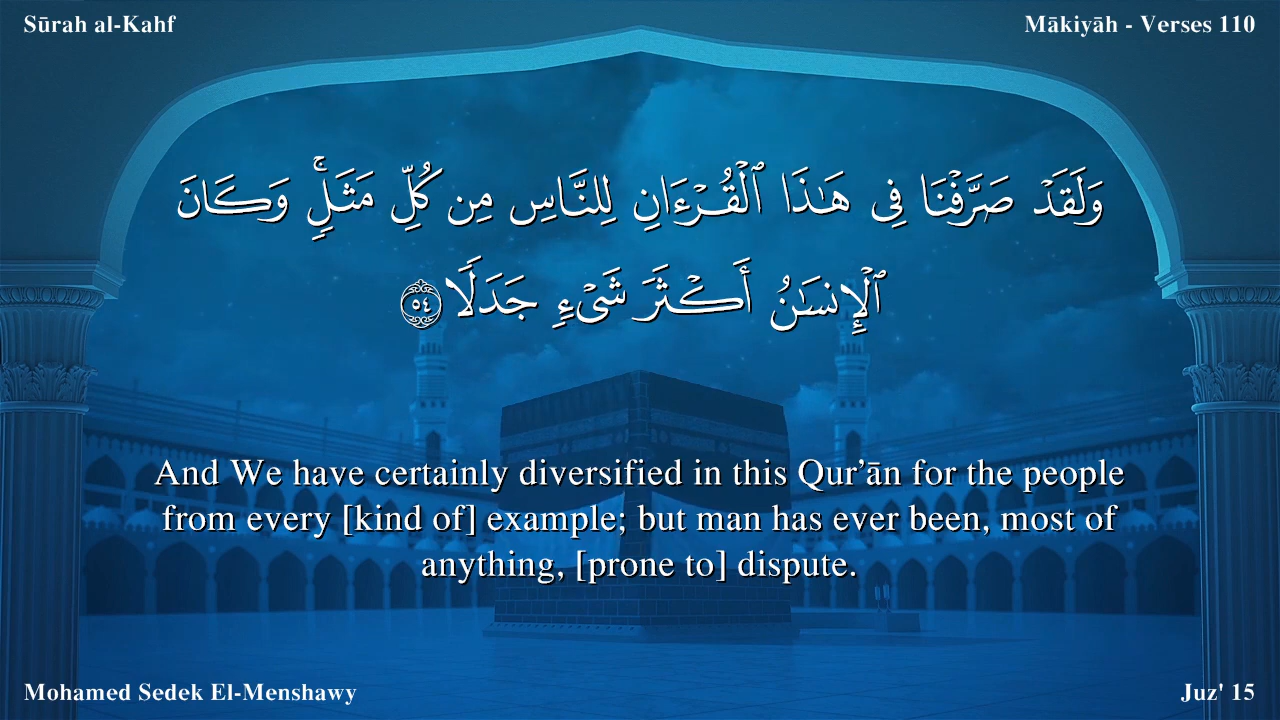 Sūrah al-Kahf
Mākiyāh - Verses 110
وَلَقَدْ صَرَّفْنَا فِى هَـٰذَا ٱلْقُرْءَانِ لِلنَّاسِ مِن كُلِّ مَثَلٍۢ ۚ وَكَانَ
ٱلْإِنسَـٰنُ أَكْثَرَ شَىْءٍۢ جَدَلًۭا ٥٤
And We have certainly diversified in this Qur’ān for the people
from every [kind of] example; but man has ever been, most of
anything, [prone to] dispute.
Mohamed Sedek El-Menshawy
Juz' 15